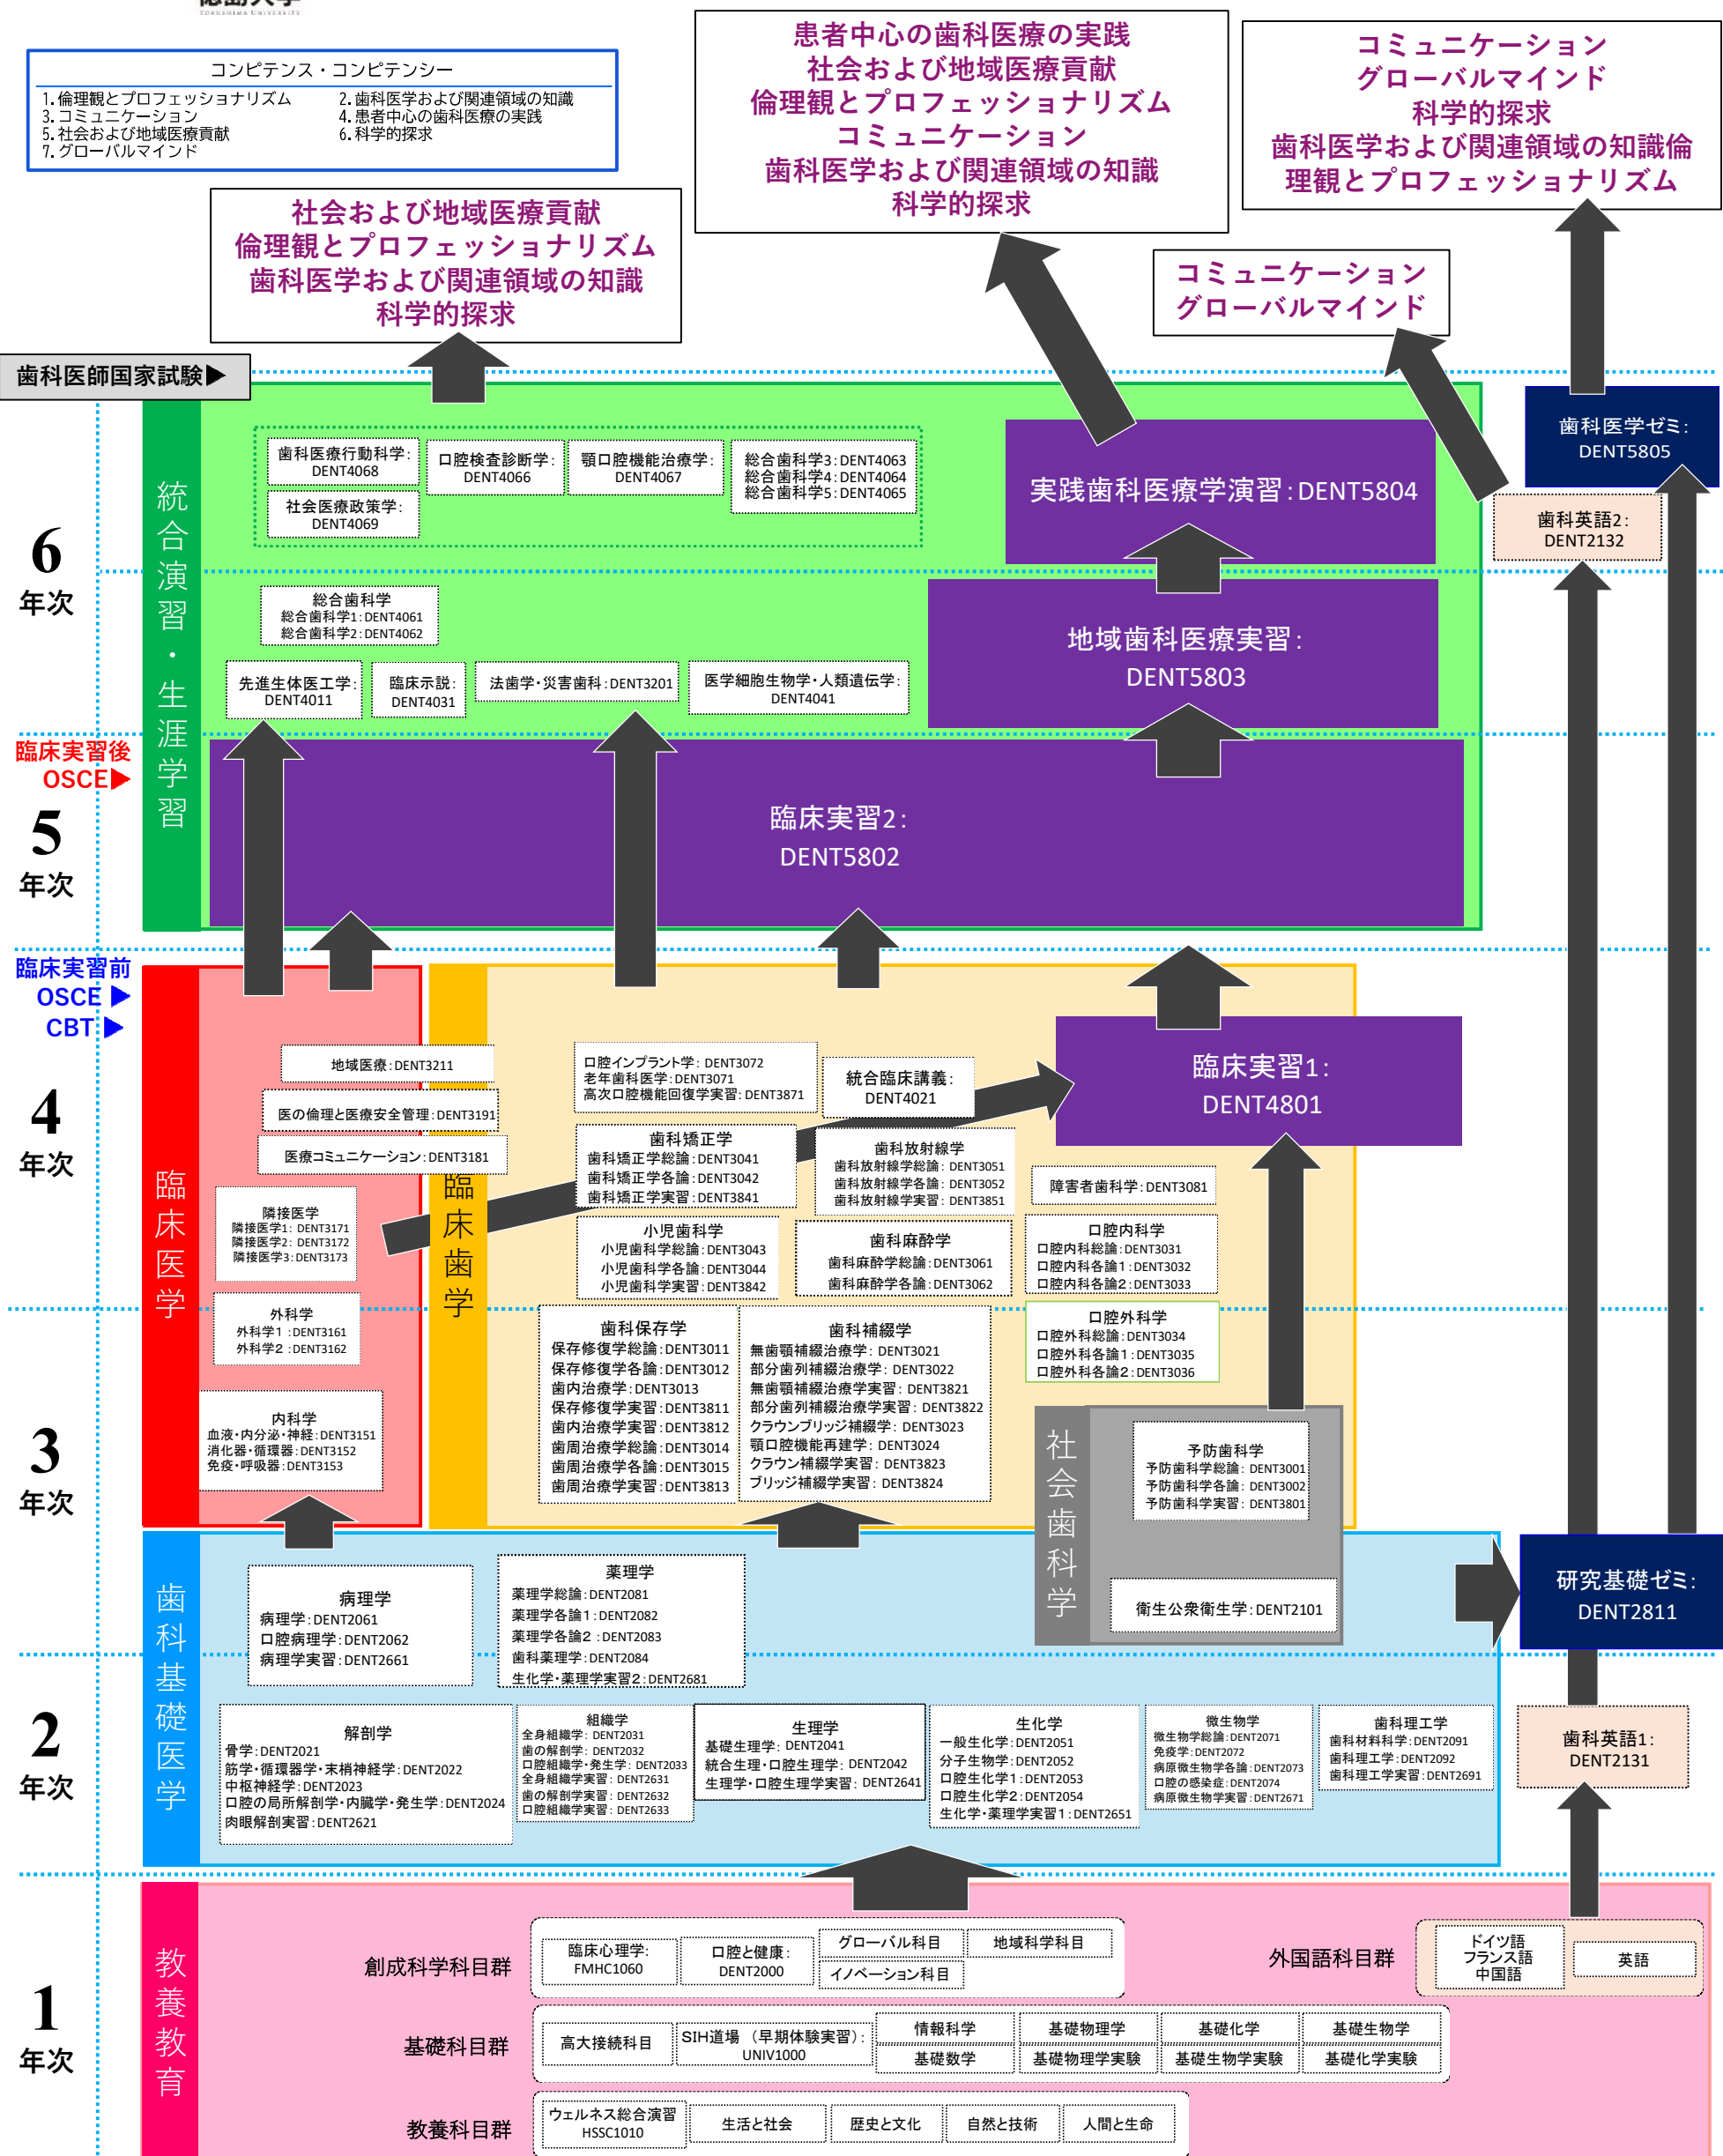 徳島大学
TOKUSHIMA UNIVERSITY
コンピテンス・コンピテンシー
1.倫理観とプロフェッショナリズム 2.歯科医学および関連領域の知識
3.コミュニケーション 4.患者中心の歯科医療の実践
5.社会および地域医療貢献 6.科学的探求
7.グローバルマインド
患者中心の歯科医療の実践
社会および地域医療貢献
倫理観とプロフェッショナリズム
コミュニケーション
歯科医学および関連領域の知識
科学的探求
コミュニケーション
グローバルマインド
科学的探求
歯科医学および関連領域の知識倫
理観とプロフェッショナリズム
社会および地域医療貢献
倫理観とプロフェッショナリズム
歯科医学および関連領域の知識
科学的探求
コミュニケーション
グローバルマインド
歯科医師国家試験▶
6
年次
統合演習・生涯学習
歯科医療行動科学:
DENT4068
社会医療政策学:
DENT4069
口腔検査診断学:
DENT4066
顎口腔機能治療学:
DENT4067
総合歯科学3:DENT4063
総合歯科学4:DENT4064
総合歯科学5:DENT4065
実践歯科医療学演習:DENT5804
歯科医学ゼミ:
DENT5805
歯科英語2:
DENT2132
総合歯科学
総合歯科学1:DENT4061
総合歯科学2:DENT4062
先進生体医工学:
DENT4011
臨床示説:
DENT4031
法歯学・災害歯科:DENT3201
医学細胞生物学・人類遺伝学:
DENT4041
地域歯科医療実習:
DENT5803
臨床実習後
OSCE▶
5
年次
臨床実習2:
DENT5802
臨床実習前
OSCE ▶
CBT ▶
4
年次
臨床医学
地域医療:DENT3211
医の倫理と医療安全管理:DENT3191
医療コミュニケーション:DENT3181
隣接医学
隣接医学1: DENT3171
隣接医学2: DENT3172
隣接医学3:DENT3173
外科学
外科学1 :DENT3161
外科学2 :DENT3162
内科学
血液・内分泌・神経:DENT3151
消化器・循環器:DENT3152
免疫・呼吸器:DENT3153
臨床歯学
口腔インプラント学: DENT3072
老年歯科医学:DENT3071
高次口腔機能回復学実習:DENT3871
統合臨床講義:
DENT4021
臨床実習1:
DENT4801
歯科矯正学
歯科矯正学総論:DENT3041
歯科矯正学各論:DENT3042
歯科矯正学実習:DENT3841
歯科放射線学
歯科放射線学総論: DENT3051
歯科放射線学各論: DENT3052
歯科放射線学実習: DENT3851
障害者歯科学:DENT3081
小児歯科学
小児歯科学総論:DENT3043
小児歯科学各論:DENT3044
小児歯科学実習:DENT3842
歯科麻酔学
歯科麻酔学総論:DENT3061
歯科麻酔学各論:DENT3062
口腔内科学
口腔内科総論:DENT3031
口腔内科各論1:DENT3032
口腔内科各論2:DENT3033
3
年次
歯科保存学
保存修復学総論:DENT3011
保存修復学各論:DENT3012
歯内治療学:DENT3013
保存修復学実習:DENT3811
歯内治療学実習:DENT3812
歯周治療学総論:DENT3014
歯周治療学各論:DENT3015
歯周治療学実習:DENT3813
歯科補綴学
無歯顎補綴治療学:DENT3021
部分歯列補綴治療学:DENT3022
無歯顎補綴治療学実習:DENT3821
部分歯列補綴治療学実習:DENT3822
クラウンブリッジ補綴学: DENT3023
顎口腔機能再建学: DENT3024
クラウン補綴学実習:DENT3823
ブリッジ補綴学実習:DENT3824
口腔外科学
口腔外科総論:DENT3034
口腔外科各論1:DENT3035
口腔外科各論2:DENT3036
社会歯科学
予防歯科学
予防歯科学総論: DENT3001
予防歯科学各論:DENT3002
予防歯科学実習:DENT3801
衛生公衆衛生学:DENT2101
研究基礎ゼミ:
DENT2811
歯科基礎医学
病理学
病理学:DENT2061
口腔病理学:DENT2062
病理学実習:DENT2661
薬理学
薬理学総論:DENT2081
薬理学各論1:DENT2082
薬理学各論2 :DENT2083
歯科薬理学:DENT2084
生化学・薬理学実習2:DENT2681
2
年次
解剖学
骨学:DENT2021
筋学・循環器学・末梢神経学:DENT2022
中枢神経学:DENT2023
口腔の局所解剖学・内臓学・発生学:DENT2024
肉眼解剖実習:DENT2621
組織学
全身組織学: DENT2031
歯の解剖学: DENT2032
口腔組織学・発生学: DENT2033
全身組織学実習: DENT2631
歯の解剖学実習: DENT2632
口腔組織学実習: DENT2633
生理学
基礎生理学: DENT2041
統合生理・口腔生理学: DENT2042
生理学・口腔生理学実習: DENT2641
生化学
一般生化学:DENT2051
分子生物学:DENT2052
口腔生化学1:DENT2053
口腔生化学2:DENT2054
生化学・薬理学実習1:DENT2651
微生物学
微生物学総論:DENT2071
免疫学:DENT2072
病原微生物学各論:DENT2073
口腔の感染症:DENT2074
病原微生物学実習:DENT2671
歯科理工学
歯科材料科学:DENT2091
歯科理工学:DENT2092
歯科理工学実習:DENT2691
歯科英語1:
DENT2131
1
年次
教養教育
創成科学科目群
臨床心理学:
FMHC1060
口腔と健康:
DENT2000
グローバル科目
イノベーション科目
地域科学科目
外国語科目群
ドイツ語
フランス語
中国語
英語
基礎科目群
高大接続科目
SIH道場 (早期体験実習):
UNIV1000
情報科学
基礎物理学
基礎化学
基礎生物学
基礎数学
基礎物理学実験
基礎生物学実験
基礎化学実験
教養科目群
ウェルネス総合演習
HSSC1010
生活と社会
歴史と文化
自然と技術
人間と生命